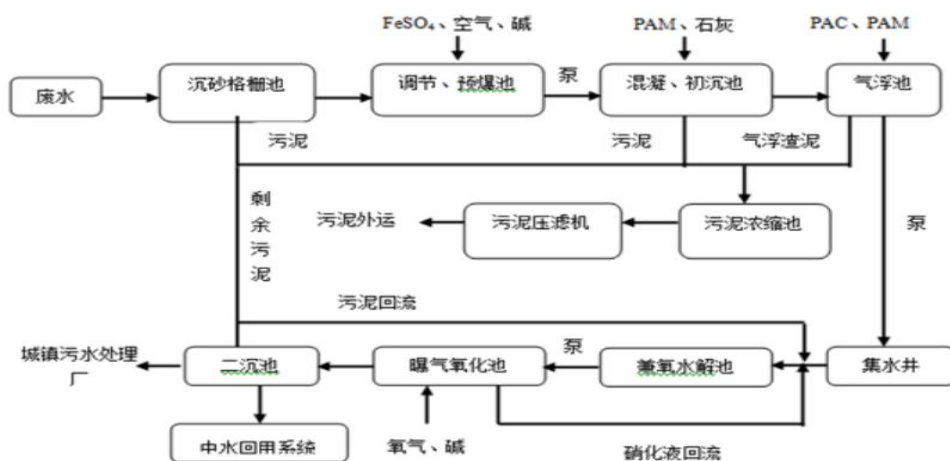 FeSO₄、空气、碱
PAM、石灰
PAC、PAM
废水
沉砂格栅池
调节、预爆池
泵
混凝、初沉池
气浮池
污泥
污泥
气浮渣泥
剩余污泥
污泥外运
污泥压滤机
污泥浓缩池
泵
污泥回流
城镇污水处理
厂
二沉池
曝气氧化池
泵
兼氧水解池
集水井
中水回用系统
氧气、碱
硝化液回流